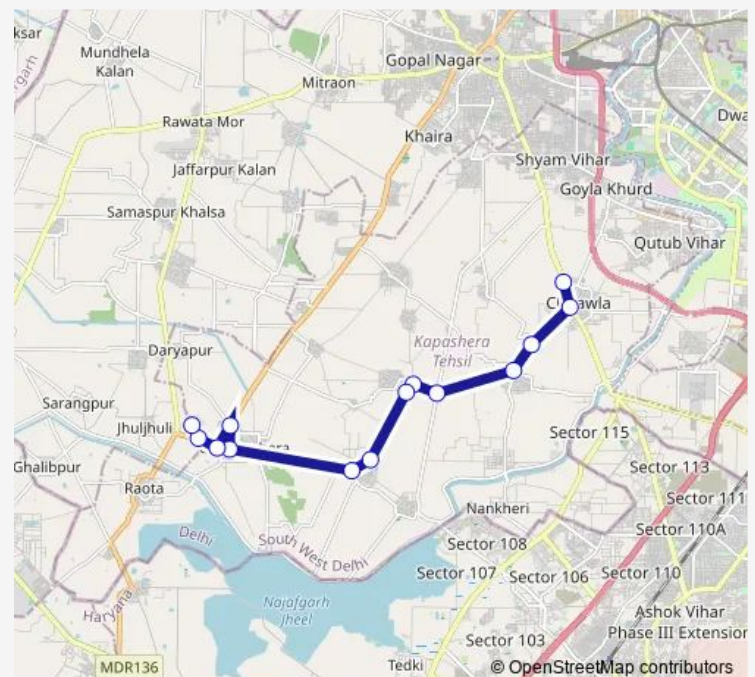 ksar
Mundhela
Kalan
Gopal Nagar
Mitraon
Rawata Mor
Khaira
Dwa
Jaffarpur Kalan
Shyam Vihar
Goyla Khurd
Samaspur Khalsa
Qutub Vihar
Kapashera
Tehsil
Daryapur
Sarangpur
Jhuljhuli
Sector 115
Ghalibpur
Sector 113
Raota
Sector 111
Nankheri
Delhi
South West Delhi
Sector 108
Sector 110A
Sector 107
Sector 106
Sector 110
Haryana
Najafgarh
Jheel
Ashok Vihar
Phase III Extension
Sector 103
MDR136
Tedki
© OpenStreetMap contributors